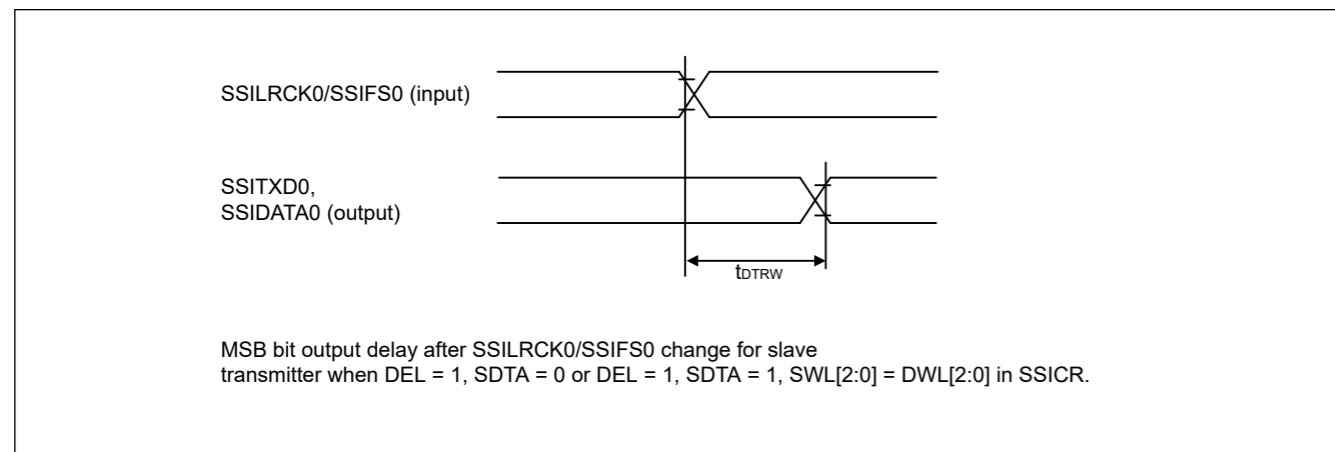 SSILRCK0/SSIFS0 (input)
SSITXD0,
SSIDATA0 (output)
tDTRW
MSB bit output delay after SSILRCK0/SSIFS0 change for slave
transmitter when DEL = 1, SDTA = 0 or DEL = 1, SDTA = 1, SWL[2:0] = DWL[2:0] in SSICR.